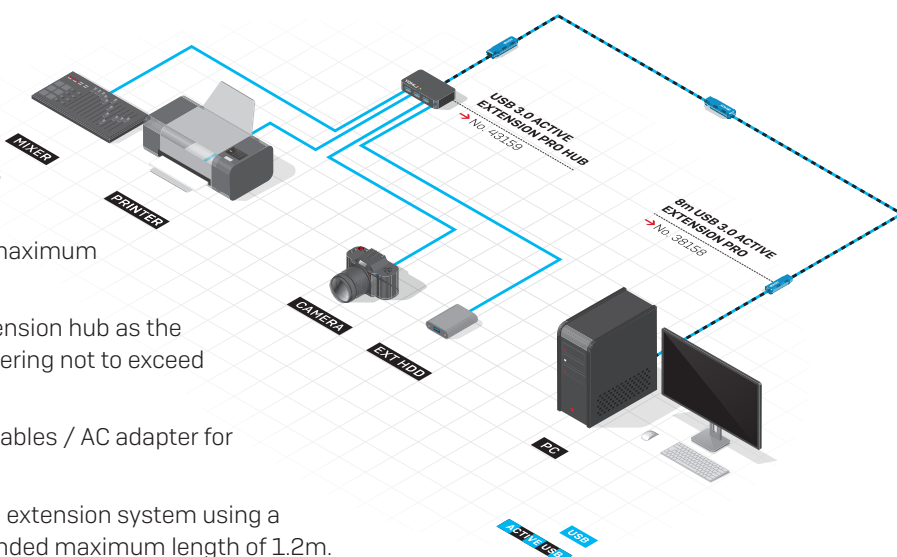 USB 3.0 ACTIVE
EXTENSION PRO HUB
No. 43159
MIXER
PRINTER
8m USB 3.0 ACTIVE
EXTENSION PRO
No. 38158
maximum
CAMERA
ension hub as the
ering not to exceed
EXT HDD
ables / AC adapter for
PC
extension system using a
nded maximum length of 1.2m.
ACTIVE USB
USB